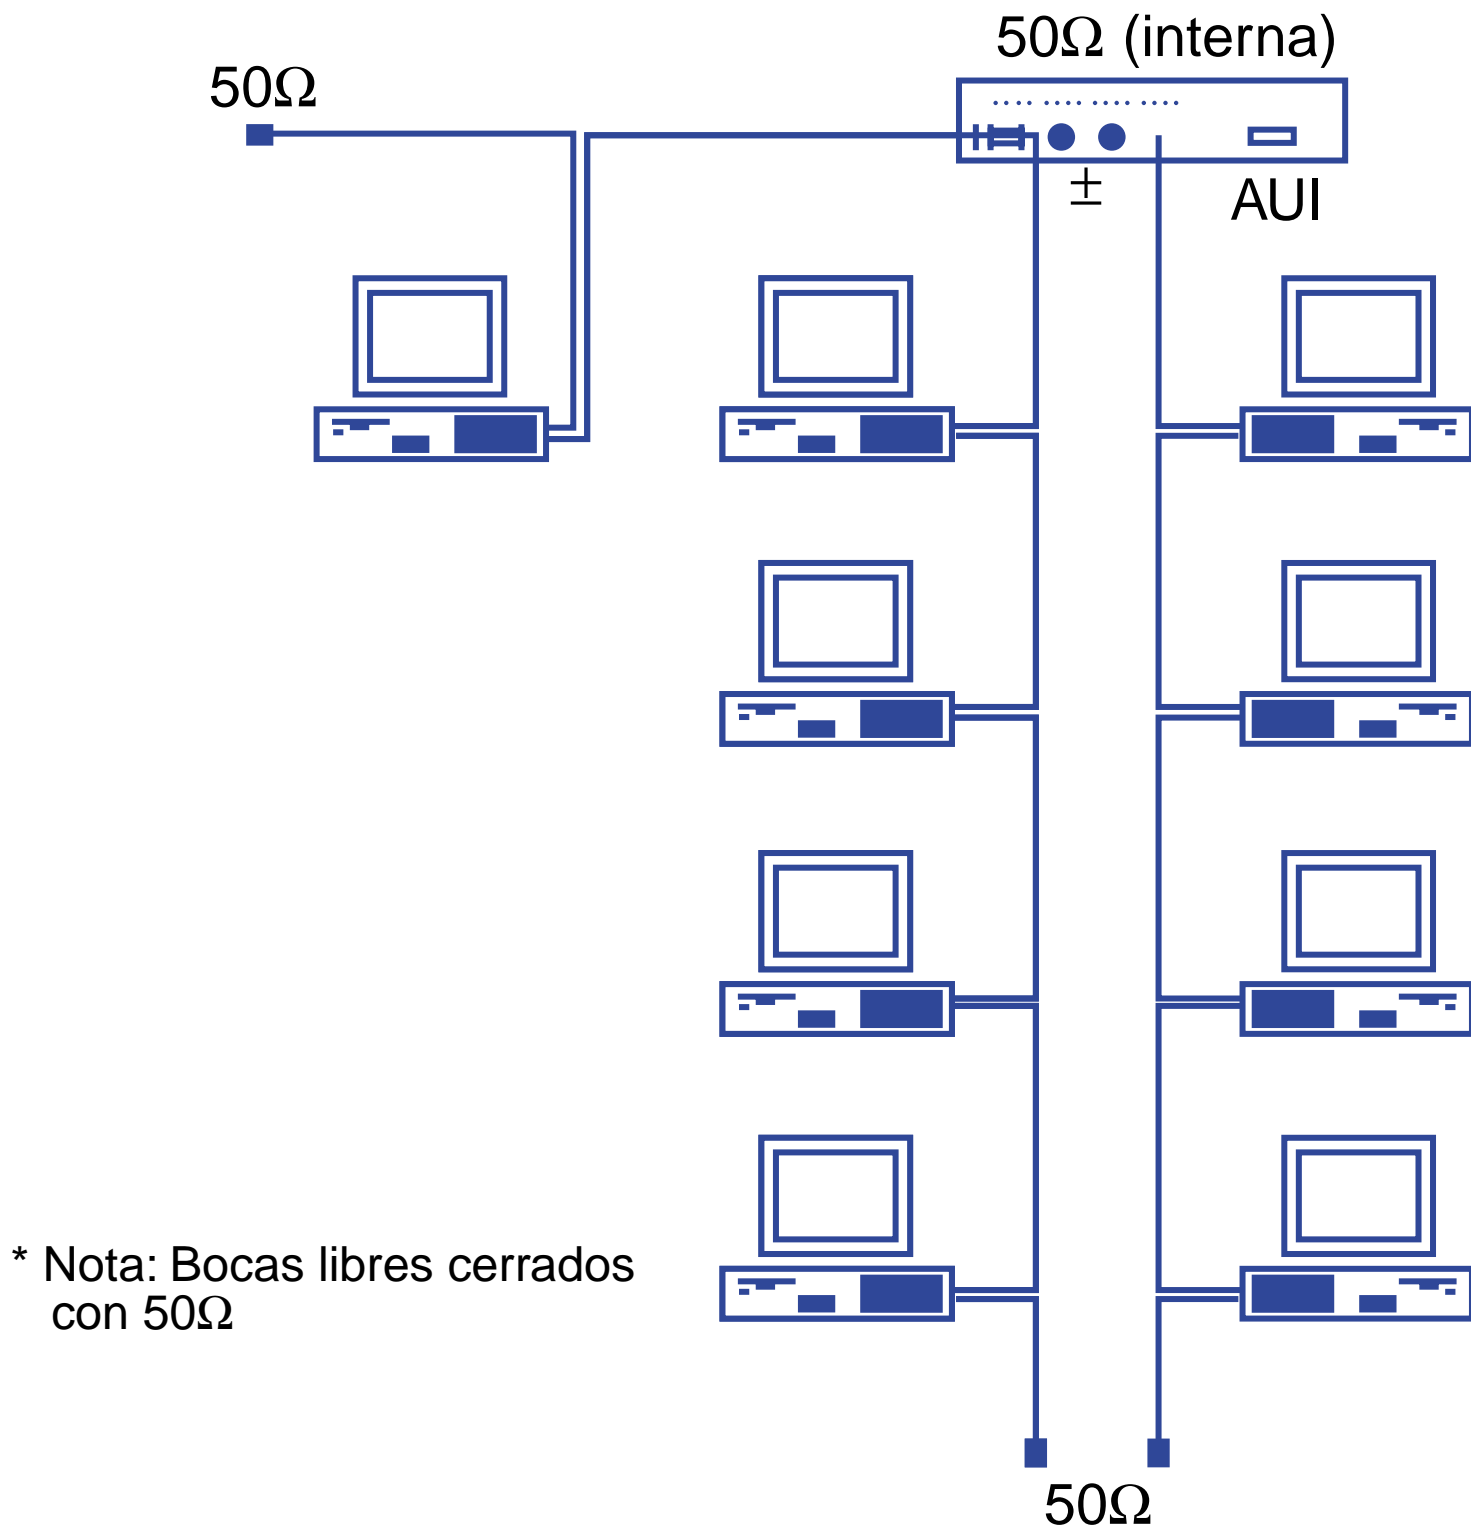 50Ω (interna)
50Ω
±
AUI
* Nota: Bocas libres cerrados
con 50Ω
50Ω